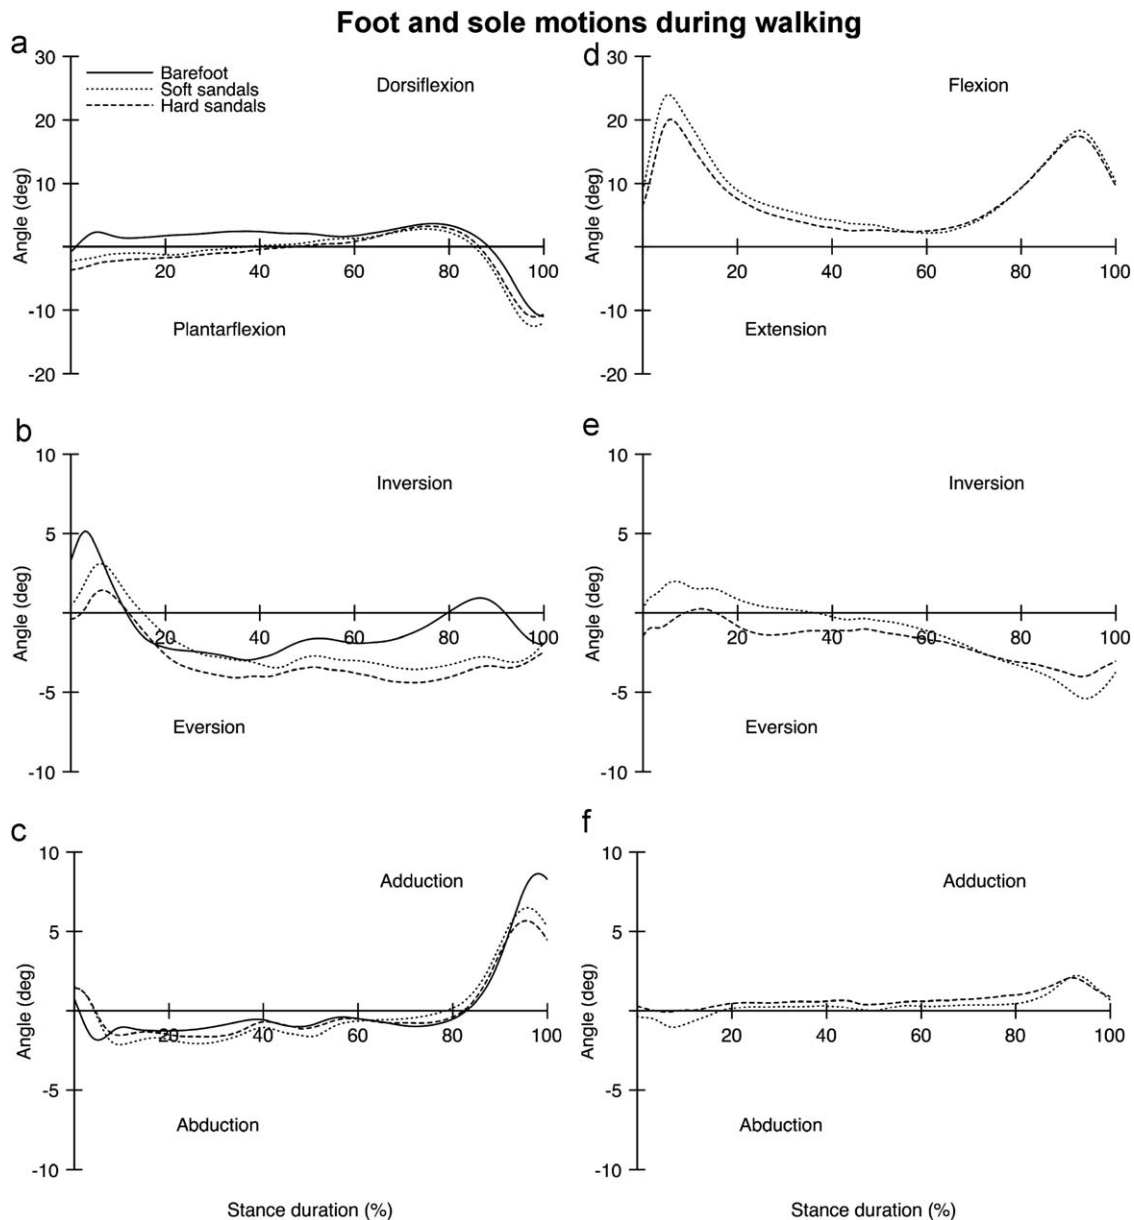 Foot and sole motions during walking
a
30
20
10
-10
-20
Angle (deg)
Barefoot
Soft sandals
Hard sandals
Dorsiflexion
20 40 60 80 100
Plantarflexion
d
30
20
10
-10
-20
Angle (deg)
Flexion
20 40 60 80 100
Extension
b
10
5
-5
-10
Angle (deg)
Inversion
20 40 60 80 100
Eversion
e
10
5
-5
-10
Angle (deg)
Inversion
20 40 60 80 100
Eversion
c
10
5
-5
-10
Angle (deg)
Adduction
20 40 60 80 100
Abduction
Stance duration (%)
f
10
5
-5
-10
Angle (deg)
Adduction
20 40 60 80 100
Abduction
Stance duration (%)